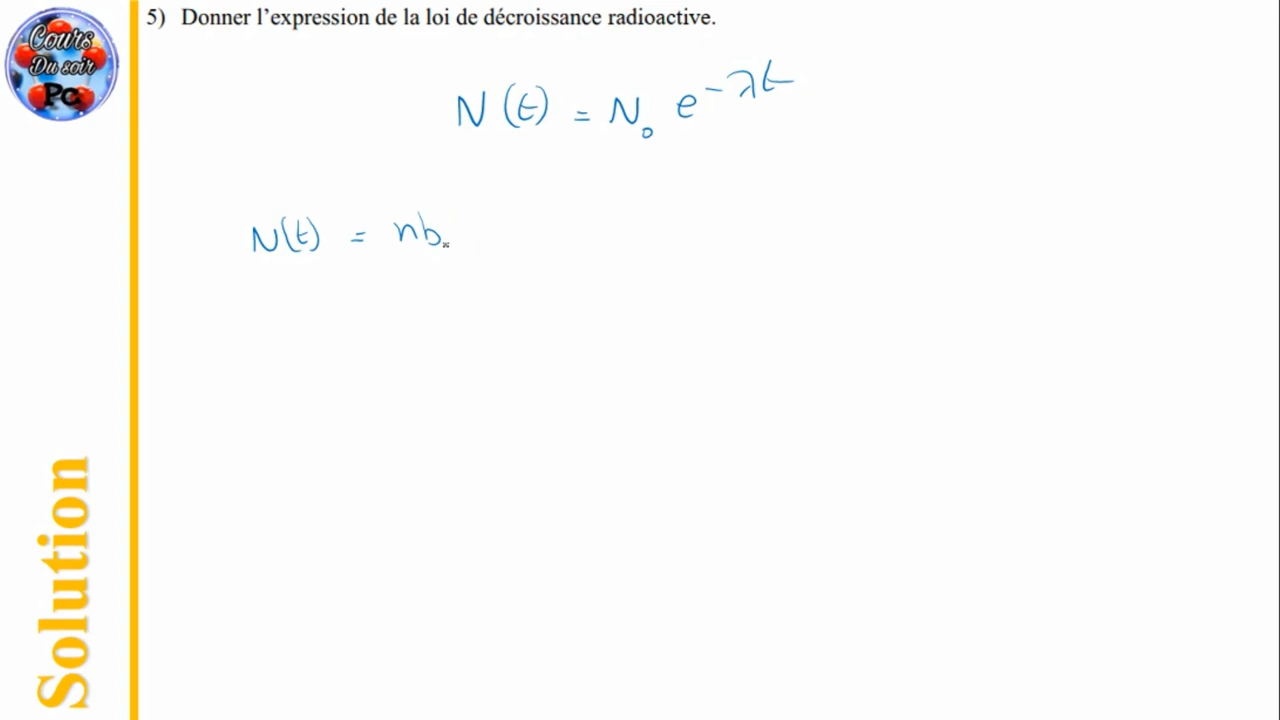 Cours
Du soir
PC
5) Donner l’expression de la loi de décroissance radioactive.
N(t) = N₀ e^{-λt}
N(t) = nb
Solution